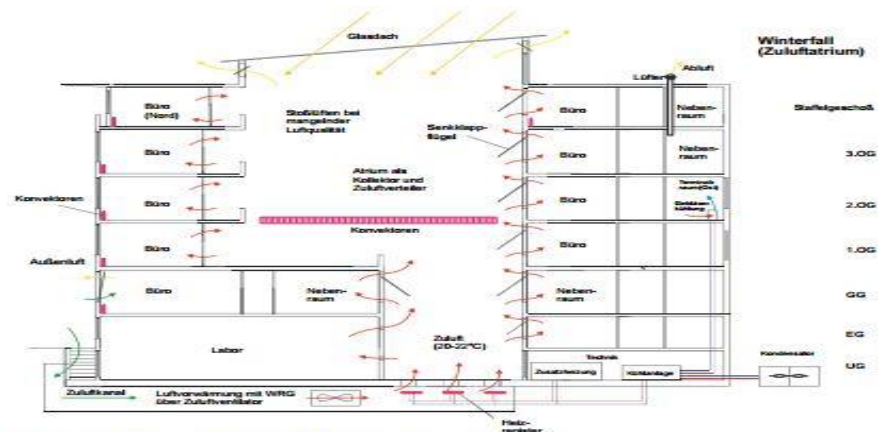 Glasdach
Winterfall
(Zuluftatrium)
Abluft
Lüfter
Büro
(Nord)
Stoßlüften bei
mangelnder
Luftqualität
Senkklapp-
flügel
Büro
Neben-
raum
Staffelgeschoß
Büro
Atrium als
Kollektor und
Zuluftverteiler
Büro
Neben-
raum
3.OG
Konvektoren
Büro
Konvektoren
Büro
2.OG
Außenluft
Büro
Büro
1.OG
Büro
Neben-
raum
Neben-
raum
GG
Labor
Zuluft
(20-22°C)
EG
Technik
Zusatzheizung
Kühlanlage
Kondensator
UG
Zuluftkanal
Luftvorwärmung mit WRG
über Zuluftventilator
Heiz-
register